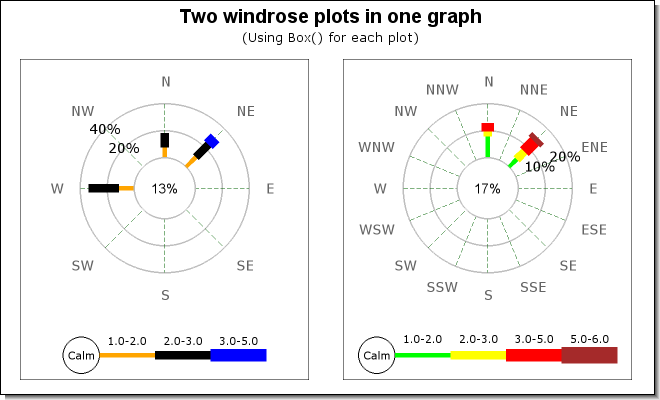 Two windrose plots in one graph
(Using Box() for each plot)
N
NW NE
40%
20%
W 13% E
SW SE
S
Calm 1.0-2.0 2.0-3.0 3.0-5.0
N
NNW NNE
NW NE
WNW ENE
20%
10%
W 17% E
WSW ESE
SW SE
SSW SSE
S
Calm 1.0-2.0 2.0-3.0 3.0-5.0 5.0-6.0